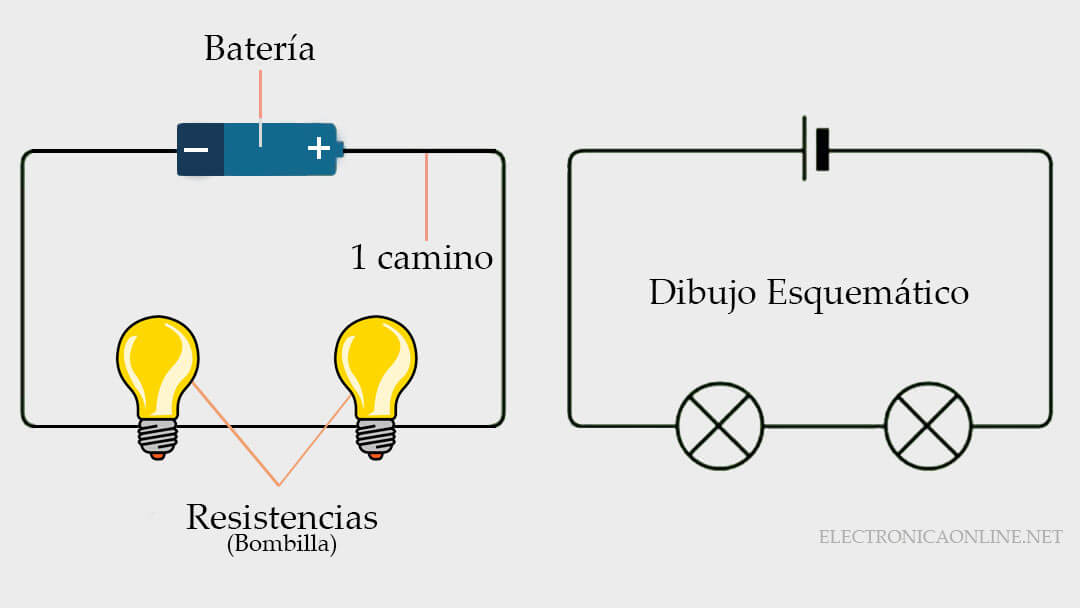 Batería
−
+
1 camino
Dibujo Esquemático
Resistencias
(Bombilla)
ELECTRONICAONLINE.NET